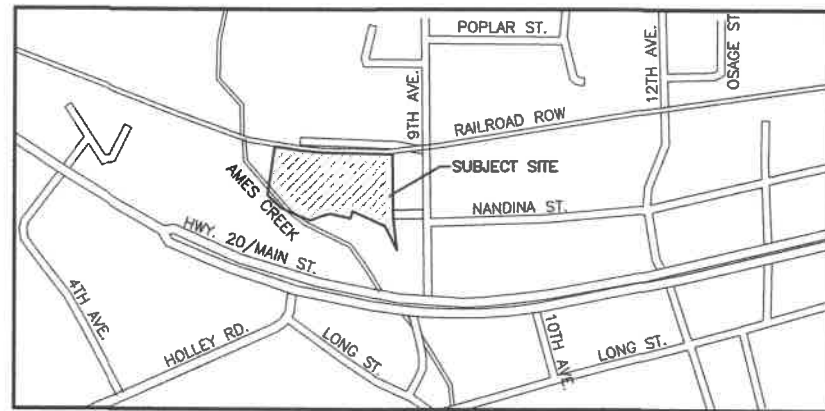 POPLAR ST.
9TH AVE.
12TH AVE.
OSAGE ST
RAILROAD ROW
SUBJECT SITE
AMES CREEK
NANDINA ST.
HWY. 20/MAIN ST.
4TH AVE.
HOLLEY RD.
LONG ST.
10TH AVE.
LONG ST.